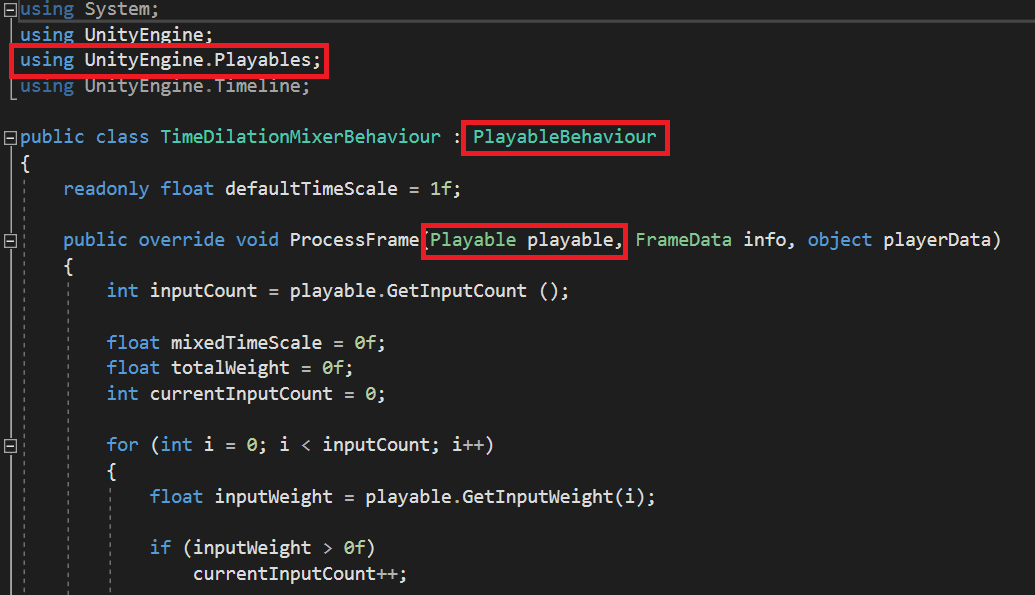 using System;
using UnityEngine;
using UnityEngine.Playables;
using UnityEngine.Timeline;
public class TimeDilationMixerBehaviour : PlayableBehaviour
{
readonly float defaultTimeScale = 1f;
public override void ProcessFrame(Playable playable, FrameData info, object playerData)
{
int inputCount = playable.GetInputCount ();
float mixedTimeScale = 0f;
float totalWeight = 0f;
int currentInputCount = 0;
for (int i = 0; i < inputCount; i++)
{
float inputWeight = playable.GetInputWeight(i);
if (inputWeight > 0f)
currentInputCount++;